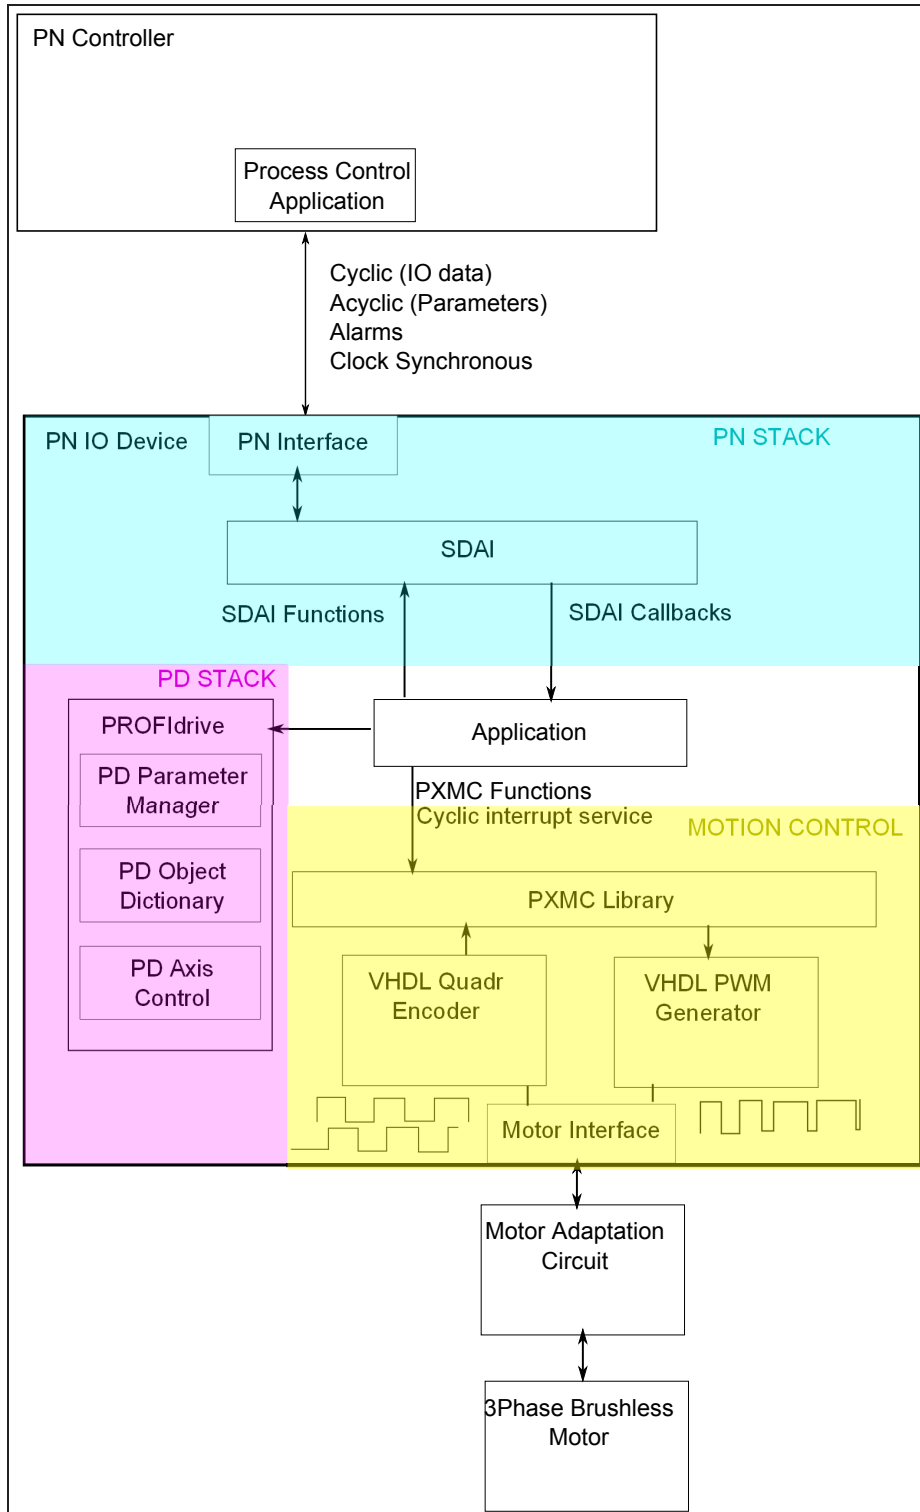 PN Controller
Process Control
Application
Cyclic (IO data)
Acyclic (Parameters)
Alarms
Clock Synchronous
PN IO Device
PN Interface
PN STACK
SDAI
SDAI Functions
SDAI Callbacks
PD STACK
PROFIdrive
Application
PD Parameter
Manager
PXMC Functions
Cyclic interrupt service
MOTION CONTROL
PD Object
Dictionary
PXMC Library
PD Axis
Control
VHDL Quadr
Encoder
VHDL PWM
Generator
Motor Interface
Motor Adaptation
Circuit
3Phase Brushless
Motor